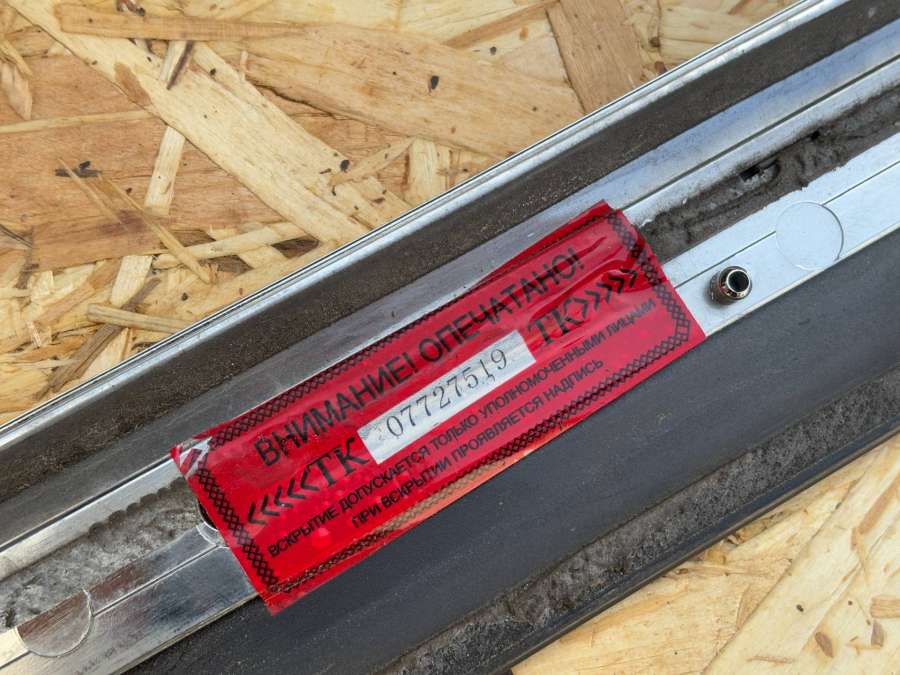 ВНИМАНИЕ! ОПЕЧАТАНО!
<<<<<ТК 07727519 ТК>>>>>
ВСКРЫТИЕ ДОПУСКАЕТСЯ ТОЛЬКО УПОЛНОМОЧЕННЫМИ ЛИЦАМИ
ПРИ ВСКРЫТИИ ПРОЯВЛЯЕТСЯ НАДПИСЬ